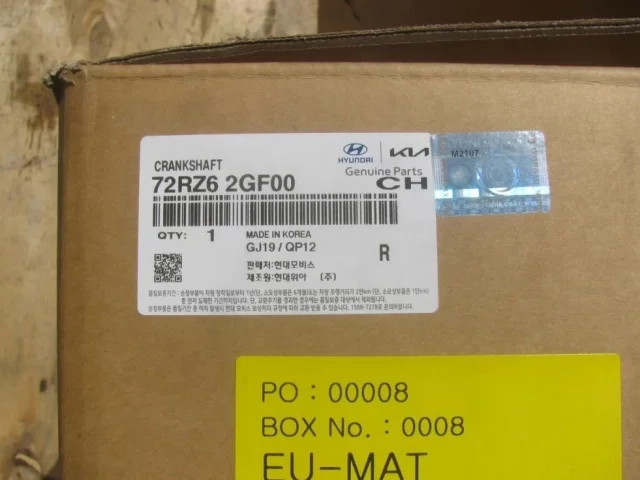 CRANKSHAFT
HYUNDAI
KIA
Genuine Parts
M2107
72RZ6 2GF00
CH
QTY: 1
MADE IN KOREA
GJ19 / QP12
R
판매처:현대모비스
제조원:현대위아 (주)
PO : 00008
BOX No. : 0008
EU-MAT